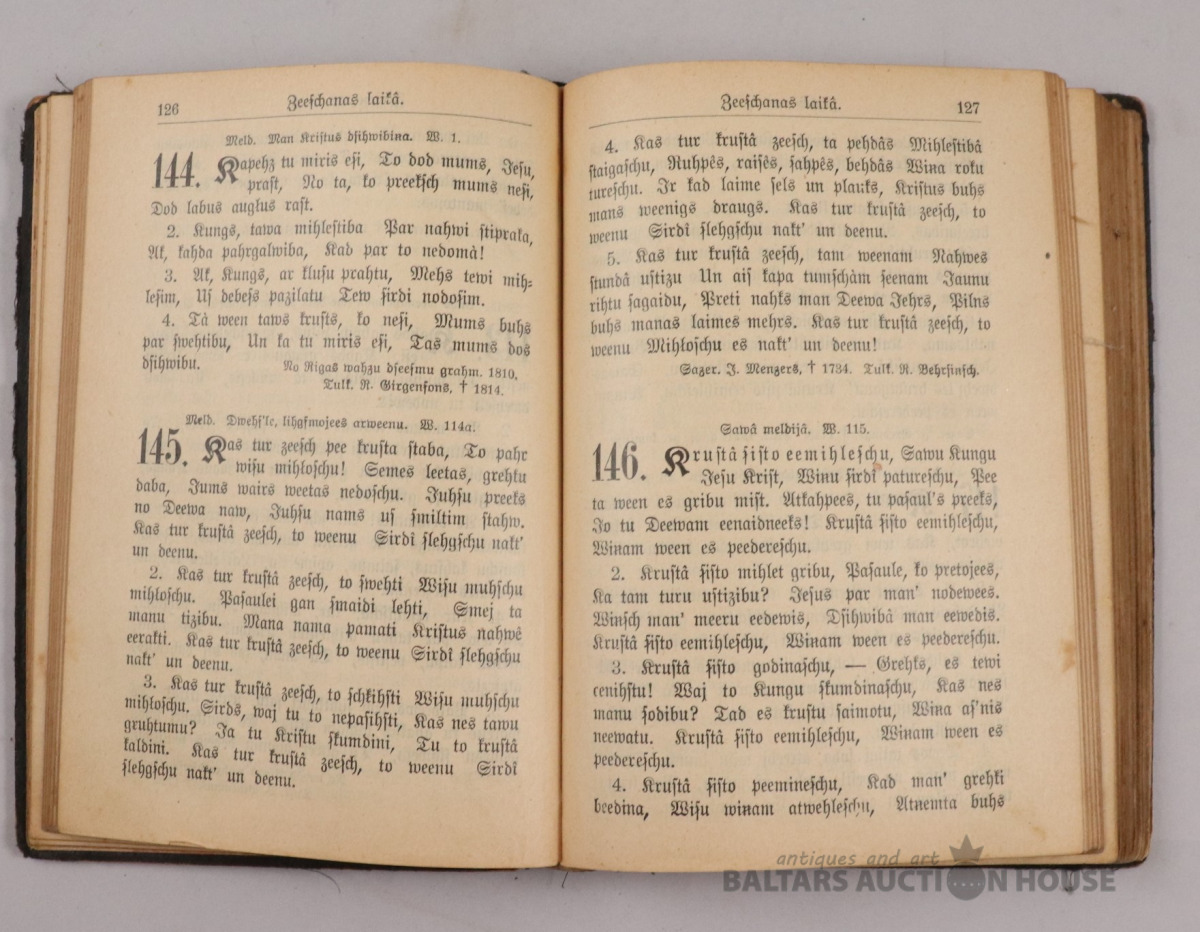 126
Zeeſchanas laikâ.
Meld. Man Kriſtus dſihwibina. W. 1.
144. Kapehz tu miris eſi, To dod mums, Jeſu,
praſt, No ta, ko preekſch mums neſi,
Dod labus augłus raſt.
2. Kungs, tawa mihleſtiba Par nahwi ſtipraka,
Ak, kahda pahrgalwiba, Kad par to nedomà!
3. Ak, Kungs, ar kluſu prahtu, Mehs tewi mih-
leſim, Uſ debeſs paẜilatu Tew ſirdi nodoſim.
4. Tà ween taws kruſts, ko neſi, Mums buhs
par ſwehtibu, Un ka tu miris eſi, Tas mums dos
dſihwibu.
No Rigas wahzu dſeeſmu grahm. 1810.
Tulk. R. Girgenſons, † 1814.
Meld. Dwehſ'le, lihgſmojees arweenu. W. 114a.
145. Kas tur zeeſch pee kruſta ſtaba, To pahr
wiſu mihłoſchu! Semes leetas, grehku
daba, Jums wairs weetas nedoſchu. Juhſu preeks
no Deewa naw, Juhſu nams uſ ſmiltim ſtahw.
Kas tur kruſtâ zeeſch, to weenu Sirdî ſlehgſchu nakt'
un deenu.
2. Kas tur kruſtâ zeeſch, to ſwehti Wiſu muhſchu
mihłoſchu. Paſaulei gan ſmaidi lehti, Smej ta
manu tizibu. Mana nama pamati Kriſtus nahwê
eerakti. Kas tur kruſtâ zeeſch, to weenu Sirdî ſlehgſchu
nakt' un deenu.
3. Kas tur kruſtâ zeeſch, to ſchkihſti Wiſu muhſchu
mihłoſchu. Sirds, waj tu to nepaſihſti, Kas nes tawu
gruhtumu? Ja tu Kriſtu ſkumdini, Tu to kruſtâ
kaldini. Kas tur kruſtâ zeeſch, to weenu Sirdî
ſlehgſchu nakt' un deenu.
Zeeſchanas laikâ.
127
4. Kas tur kruſtâ zeeſch, ta pehdâs Mihleſtibâ
ſtaigaſchu, Ruhpês, raiſês, ſahpês, behdâs Wiņa roku
tureſchu. Ir kad laime ſels un plauks, Kriſtus buhs
mans weenigs draugs. Kas tur kruſtâ zeeſch, to
weenu Sirdî ſlehgſchu nakt' un deenu.
5. Kas tur kruſtâ zeeſch, tam weenam Nahwes
ſtundâ uſtizu Un aiſ kapa tumſchàm ſeenam Jaunu
rihtu ſagaidu, Preti nahks man Deewa Jehrs, Pilns
buhs manas laimes mehrs. Kas tur kruſtâ zeeſch, to
weenu Mihłoſchu es nakt' un deenu!
Sazer. J. Menzers, † 1734. Tulk. R. Behrſiņſch.
Sawâ meldijâ. W. 115.
146. Kruſtâ ſiſto eemihleſchu, Sawu Kungu
Jeſu Kriſt, Wiņu ſirdî patureſchu, Pee
ta ween es gribu miſt. Atkahpees, tu paſaul's preeks,
Jo tu Deewam eenaidneeks! Kruſtâ ſiſto eemihleſchu,
Wiņam ween es peedereſchu.
2. Kruſtâ ſiſto mihlet gribu, Paſaule, ko pretojees,
Ka tam turu uſtizibu? Jeſus par man' nodewees.
Wiņſch man' meeru eedewis, Dſihwibâ man eewedis.
Kruſtâ ſiſto eemihleſchu, Wiņam ween es peedereſchu.
3. Kruſtâ ſiſto godinaſchu, — Grehks, es tewi
cenihſtu! Waj to Kungu ſkumdinaſchu, Kas nes
manu ſodibu? Tad es kruſtu ſaimotu, Wiņa aſ'nis
neewatu. Kruſtâ ſiſto eemihleſchu, Wiņam ween es
peedereſchu.
4. Kruſtâ ſiſto peemineſchu, Kad man' grehki
beedina, Wiſu wiņam atwehleſchu, Atņemta buhs
antiques and art
BALTARS AUCTION HOUSE